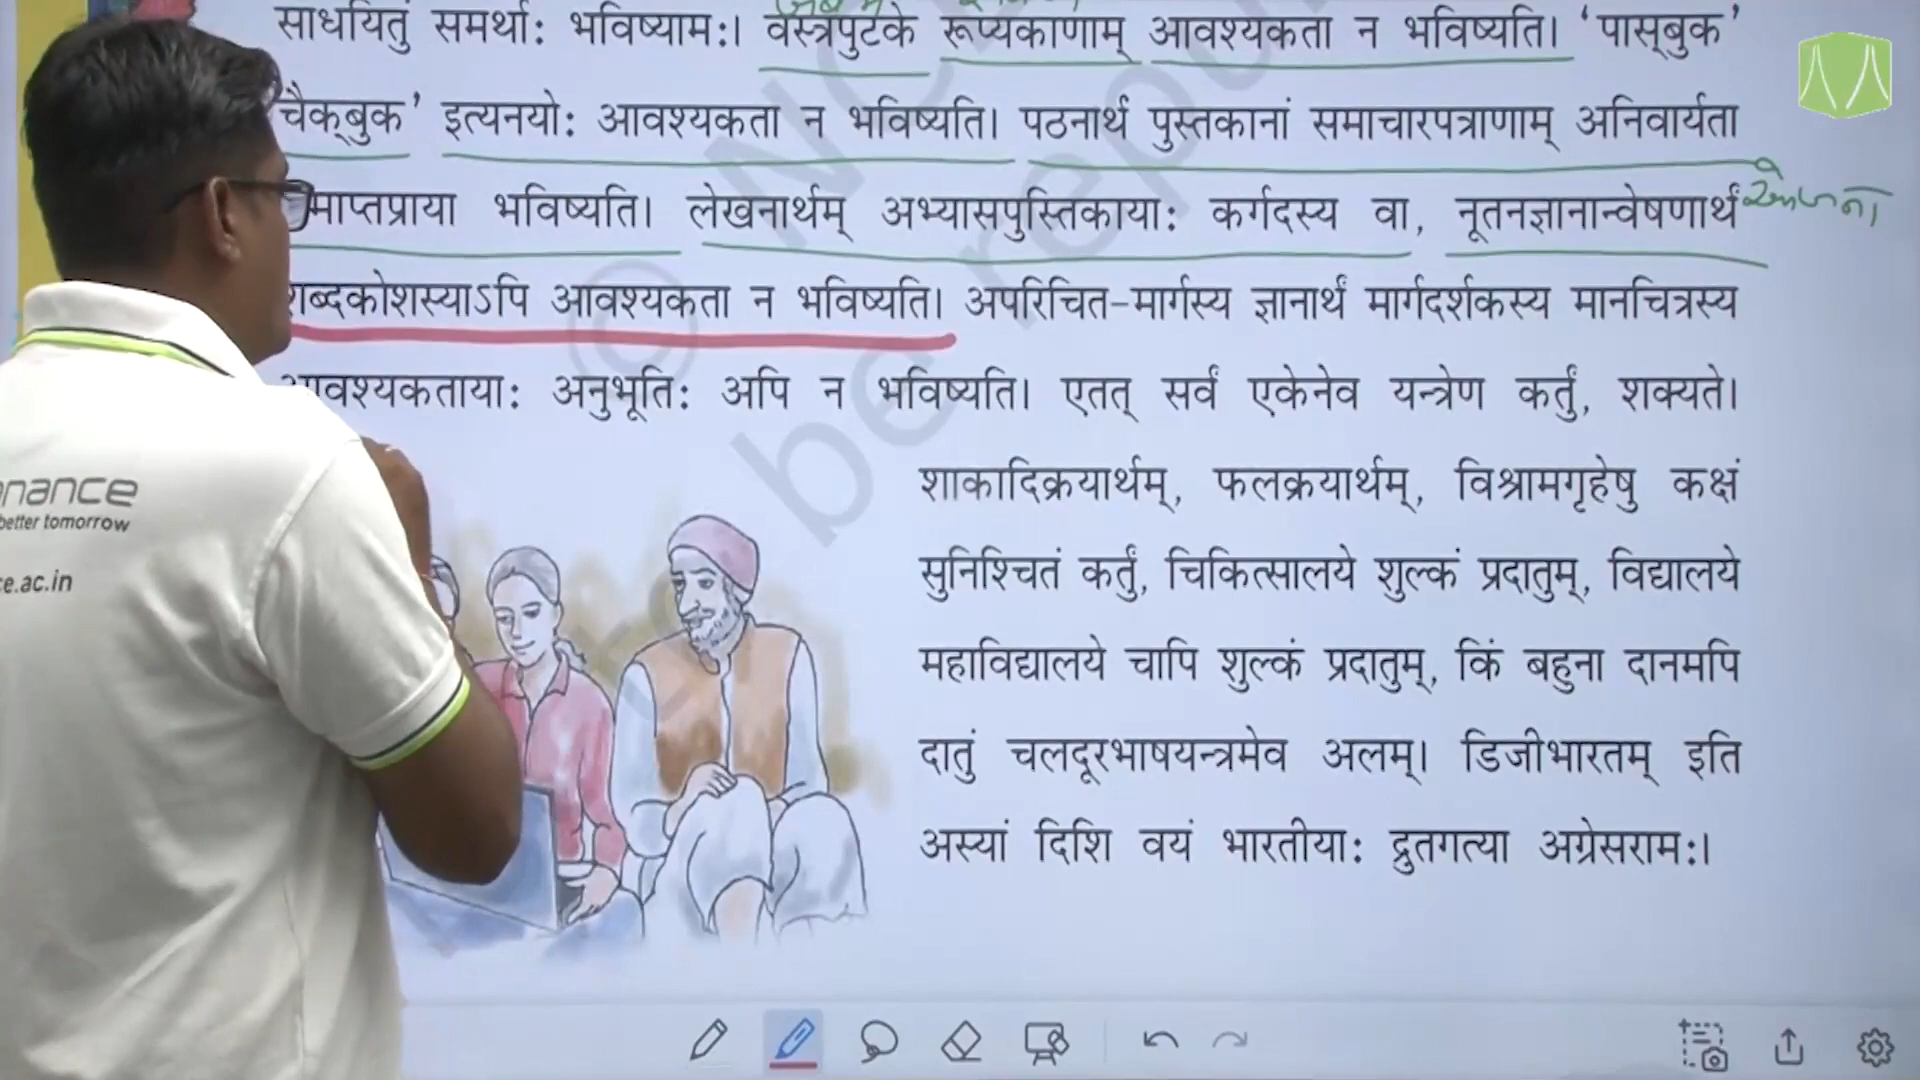 साधयितुं समर्थाः भविष्यामः। वस्त्रपुटके रूप्यकाणाम् आवश्यकता न भविष्यति। ‘पास्‌बुक’
चैक्‌बुक’ इत्यनयोः आवश्यकता न भविष्यति। पठनार्थं पुस्तकानां समाचारपत्राणाम् अनिवार्यता
माप्तप्राया भविष्यति। लेखनार्थम् अभ्यासपुस्तिकायाः कर्गदस्य वा, नूतनज्ञानान्वेषणार्थं
शब्दकोशस्याऽपि आवश्यकता न भविष्यति। अपरिचित-मार्गस्य ज्ञानार्थं मार्गदर्शकस्य मानचित्रस्य
आवश्यकतायाः अनुभूतिः अपि न भविष्यति। एतत् सर्वं एकेनेव यन्त्रेण कर्तुं, शक्यते।
शाकादिक्रयार्थम्, फलक्रयार्थम्, विश्रामगृहेषु कक्षं
सुनिश्चितं कर्तुं, चिकित्सालये शुल्कं प्रदातुम्, विद्यालये
महाविद्यालये चापि शुल्कं प्रदातुम्, किं बहुना दानमपि
दातुं चलदूरभाषयन्त्रमेव अलम्। डिजीभारतम् इति
अस्यां दिशि वयं भारतीयाः द्रुतगत्या अग्रेसरामः।
nance
better tomorrow
e.ac.in
© NC
be repu